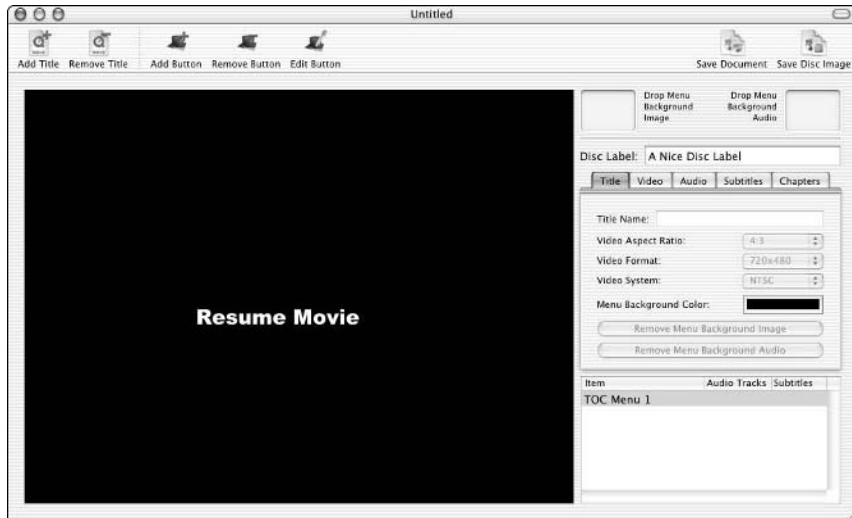 Untitled
Add Title Remove Title Add Button Remove Button Edit Button Save Document Save Disc Image
Drop Menu Background Image
Drop Menu Background Audio
Disc Label: A Nice Disc Label
Title Video Audio Subtitles Chapters
Title Name:
Video Aspect Ratio: 4:3
Video Format: 720x480
Video System: NTSC
Menu Background Color:
Remove Menu Background Image
Remove Menu Background Audio
Resume Movie
Item Audio Tracks Subtitles
TOC Menu 1